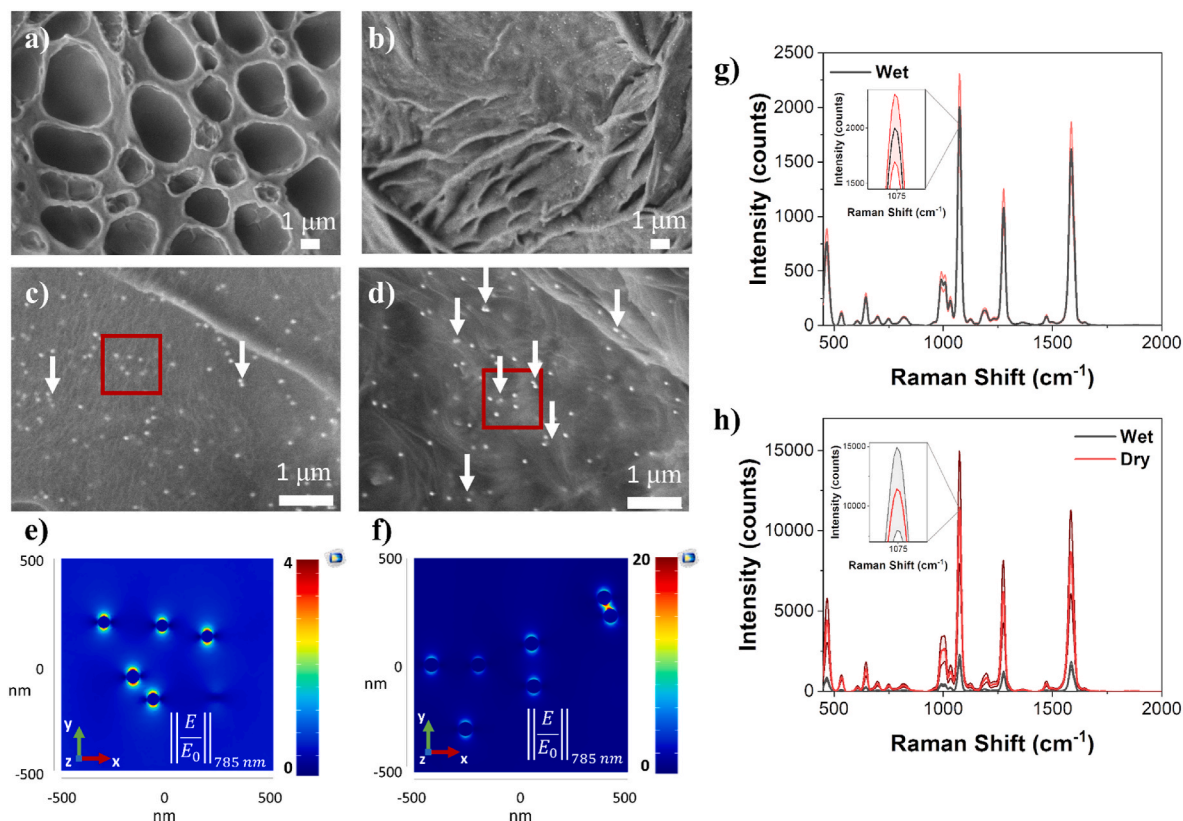 a)
1 μm
b)
1 μm
c)
1 μm
d)
1 μm
e)
500
0
nm
-500
-500 0 500
nm
y
z x
‖E/E₀‖785 nm
4
0
f)
500
0
nm
-500
-500 0 500
nm
y
z x
‖E/E₀‖785 nm
20
0
g)
Wet
Intensity (counts)
2500
2000
1500
1000
500
0
500 1000 1500 2000
Raman Shift (cm⁻¹)
Intensity (counts)
2000
1500
1075
Raman Shift (cm⁻¹)
h)
Wet
Dry
Intensity (counts)
15000
10000
5000
0
500 1000 1500 2000
Raman Shift (cm⁻¹)
Intensity (counts)
15000
10000
1075
Raman Shift (cm⁻¹)